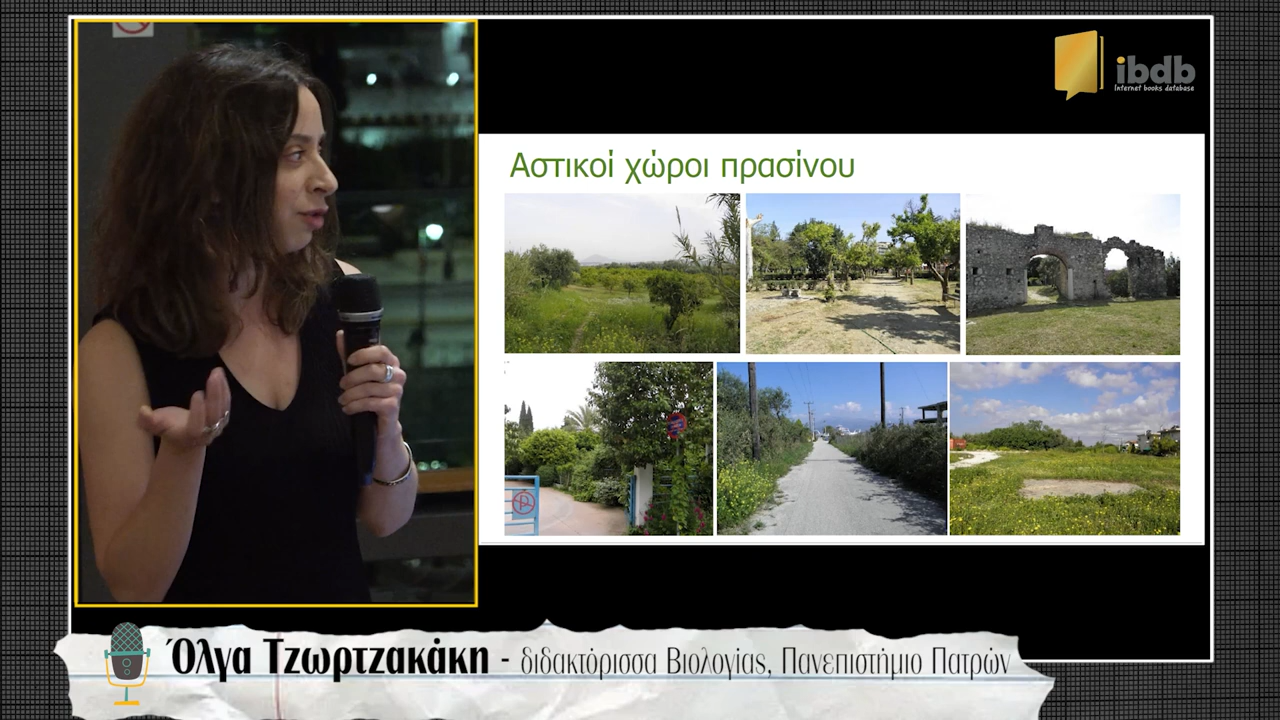 ibdb
Internet books database
Αστικοί χώροι πρασίνου
Όλγα Τζωρτζακάκη - διδακτόρισσα Βιολογίας, Πανεπιστήμιο Πατρών